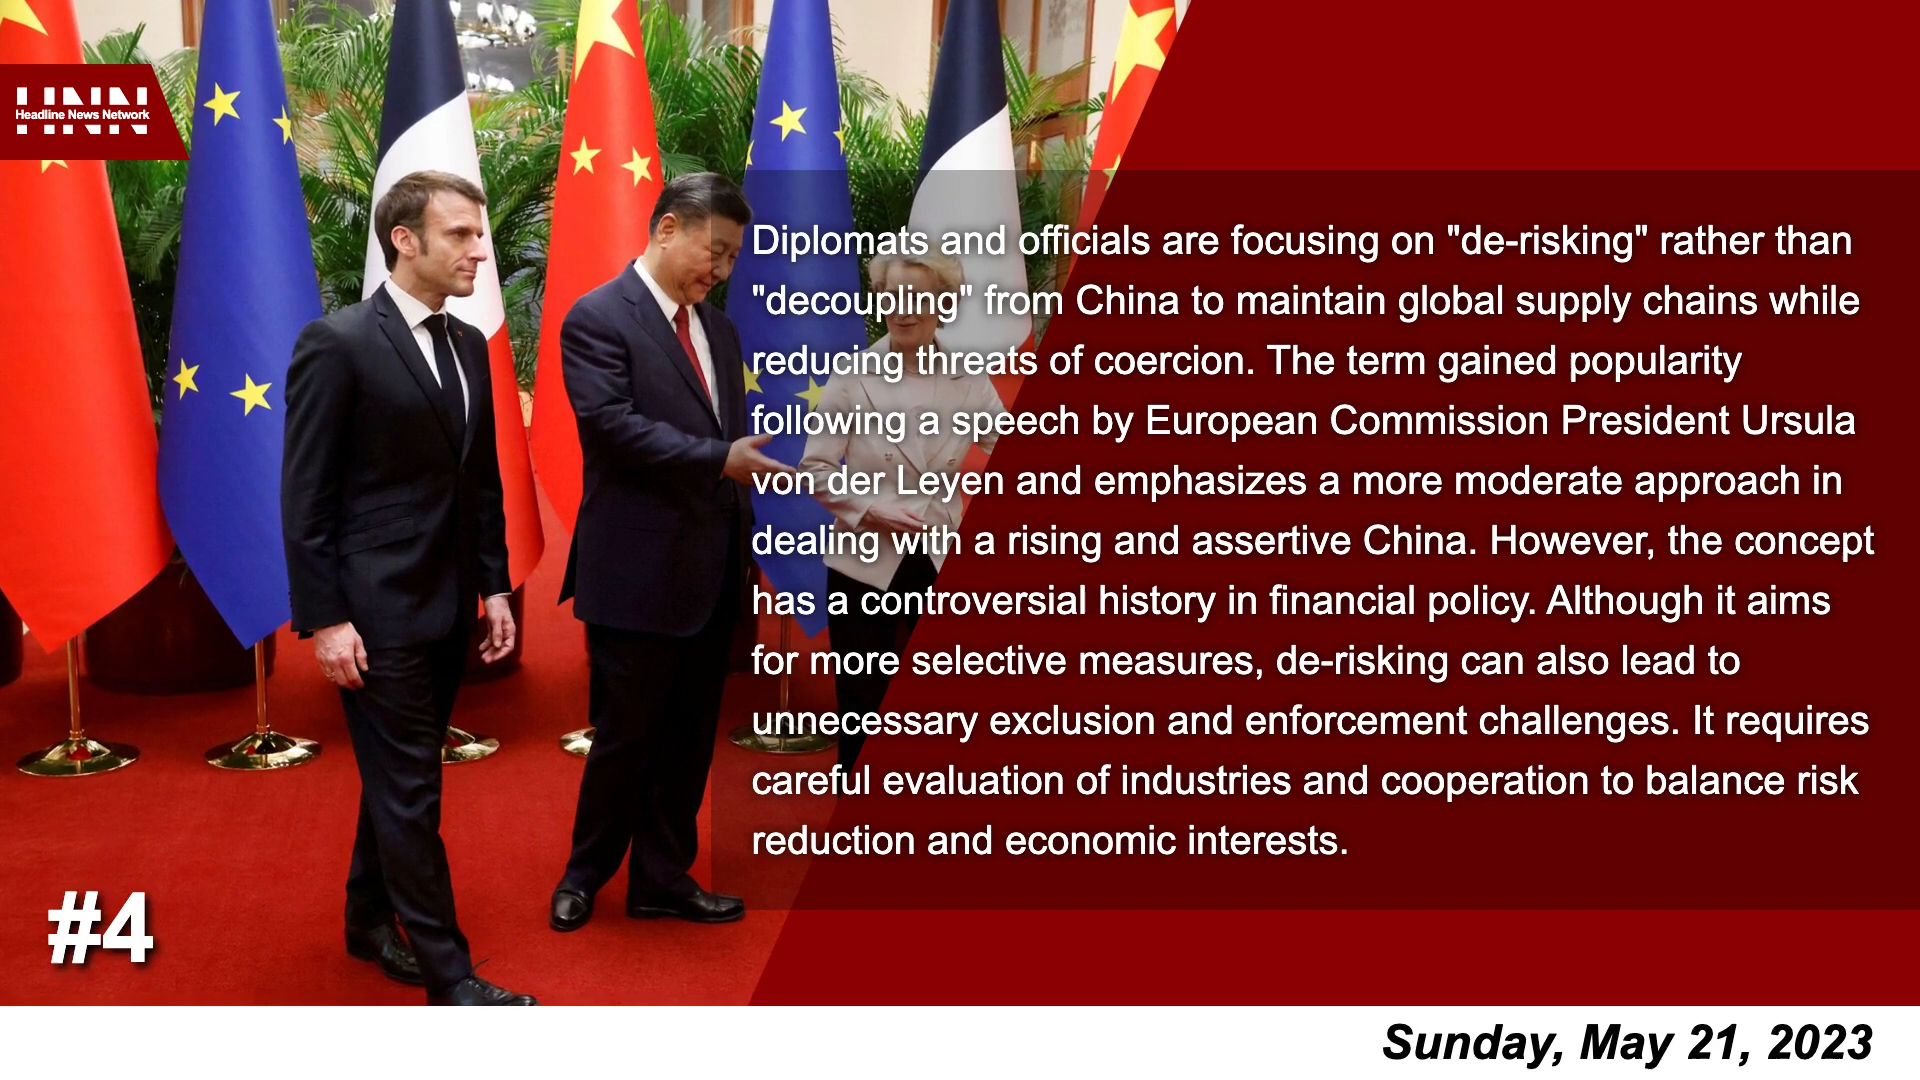 HNN
Headline News Network
Diplomats and officials are focusing on "de-risking" rather than
"decoupling" from China to maintain global supply chains while
reducing threats of coercion. The term gained popularity
following a speech by European Commission President Ursula
von der Leyen and emphasizes a more moderate approach in
dealing with a rising and assertive China. However, the concept
has a controversial history in financial policy. Although it aims
for more selective measures, de-risking can also lead to
unnecessary exclusion and enforcement challenges. It requires
careful evaluation of industries and cooperation to balance risk
reduction and economic interests.
#4
Sunday, May 21, 2023